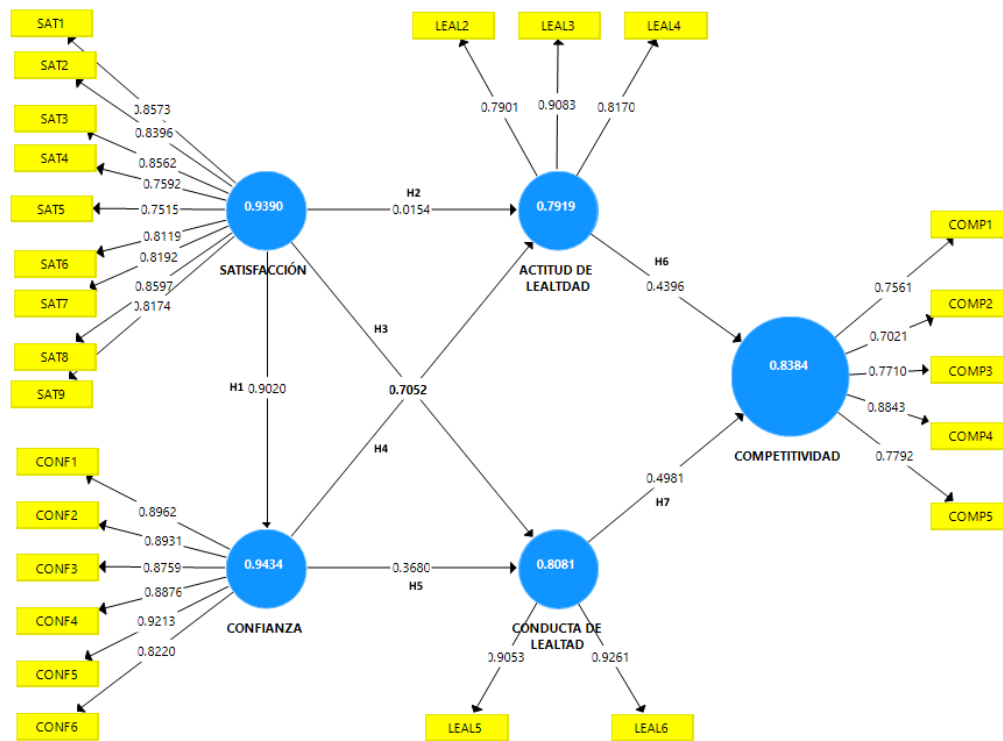 SAT1
SAT2
SAT3
SAT4
SAT5
SAT6
SAT7
SAT8
SAT9
0.8573
0.8396
0.8562
0.7592
0.7515
0.8119
0.8192
0.8597
0.8174
0.9390
SATISFACCIÓN
LEAL2
LEAL3
LEAL4
0.7901
0.9083
0.8170
H2
0.0154
0.7919
ACTITUD DE
LEALTDAD
H6
0.4396
H3
0.7052
H4
H1
0.9020
CONF1
CONF2
CONF3
CONF4
CONF5
CONF6
0.8962
0.8931
0.8759
0.8876
0.9213
0.8220
0.9434
CONFIANZA
0.3680
H5
0.8081
CONDUCTA DE
LEALTAD
0.9053
0.9261
LEAL5
LEAL6
0.4981
H7
0.8384
COMPETITIVIDAD
0.7561
0.7021
0.7710
0.8843
0.7792
COMP1
COMP2
COMP3
COMP4
COMP5